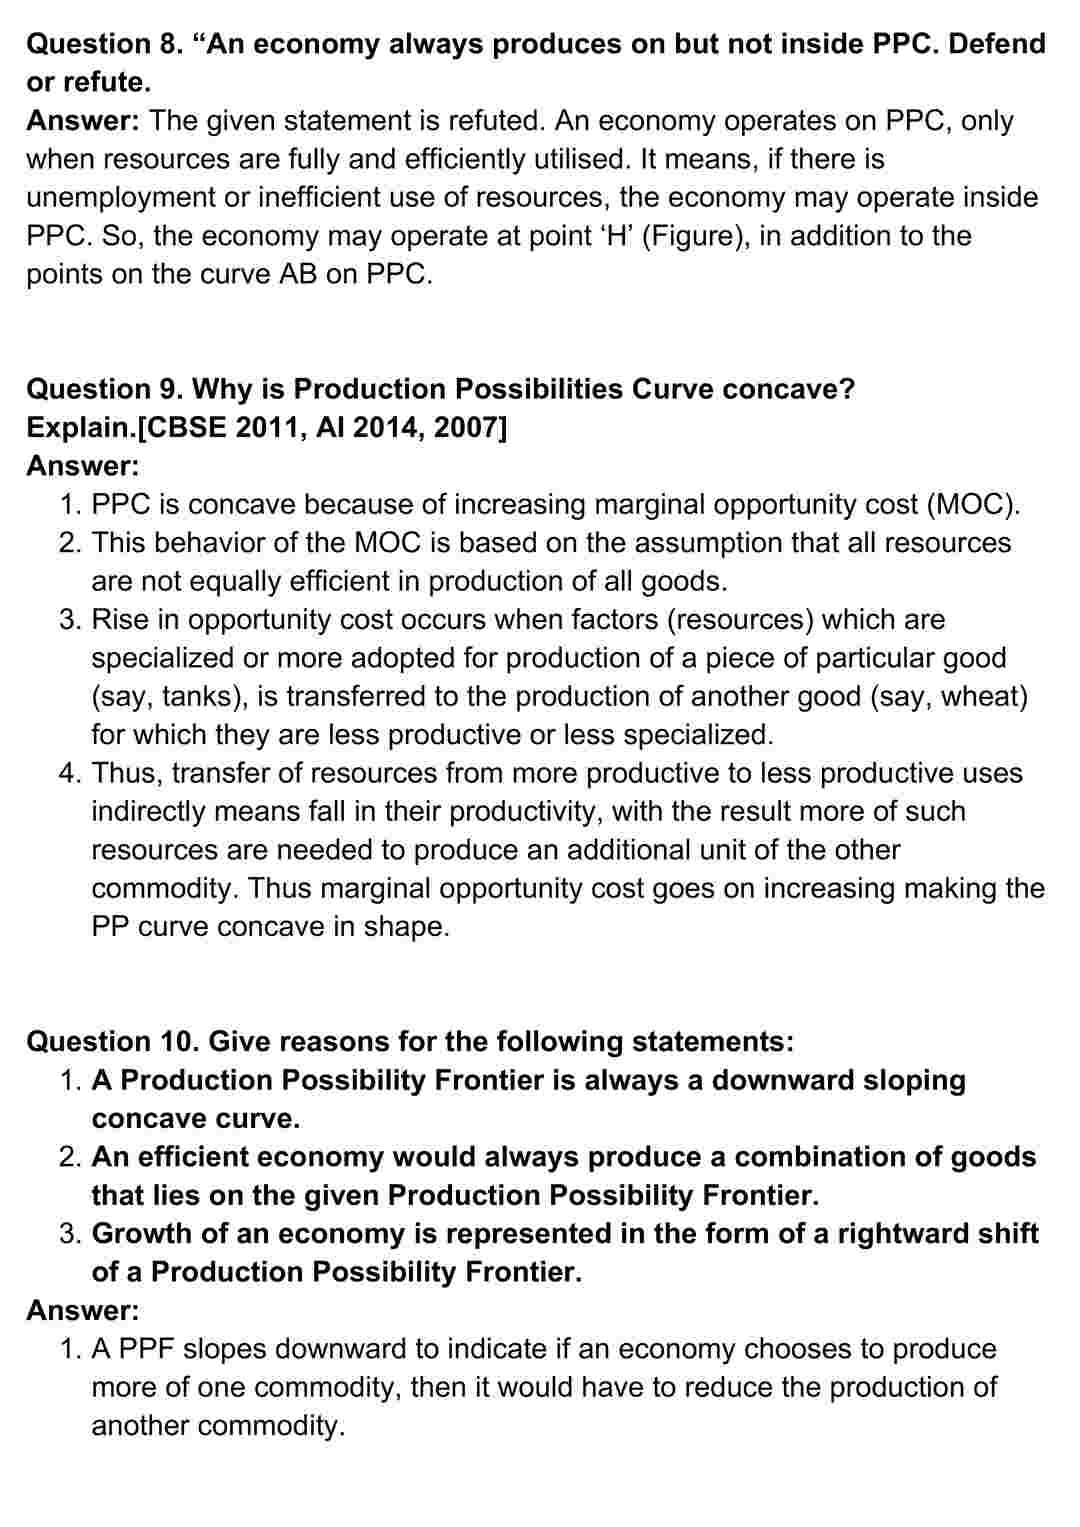 Question 8. “An economy always produces on but not inside PPC. Defend
or refute.
Answer: The given statement is refuted. An economy operates on PPC, only
when resources are fully and efficiently utilised. It means, if there is
unemployment or inefficient use of resources, the economy may operate inside
PPC. So, the economy may operate at point ‘H’ (Figure), in addition to the
points on the curve AB on PPC.
Question 9. Why is Production Possibilities Curve concave?
Explain.[CBSE 2011, AI 2014, 2007]
Answer:
1. PPC is concave because of increasing marginal opportunity cost (MOC).
2. This behavior of the MOC is based on the assumption that all resources
are not equally efficient in production of all goods.
3. Rise in opportunity cost occurs when factors (resources) which are
specialized or more adopted for production of a piece of particular good
(say, tanks), is transferred to the production of another good (say, wheat)
for which they are less productive or less specialized.
4. Thus, transfer of resources from more productive to less productive uses
indirectly means fall in their productivity, with the result more of such
resources are needed to produce an additional unit of the other
commodity. Thus marginal opportunity cost goes on increasing making the
PP curve concave in shape.
Question 10. Give reasons for the following statements:
1. A Production Possibility Frontier is always a downward sloping
concave curve.
2. An efficient economy would always produce a combination of goods
that lies on the given Production Possibility Frontier.
3. Growth of an economy is represented in the form of a rightward shift
of a Production Possibility Frontier.
Answer:
1. A PPF slopes downward to indicate if an economy chooses to produce
more of one commodity, then it would have to reduce the production of
another commodity.